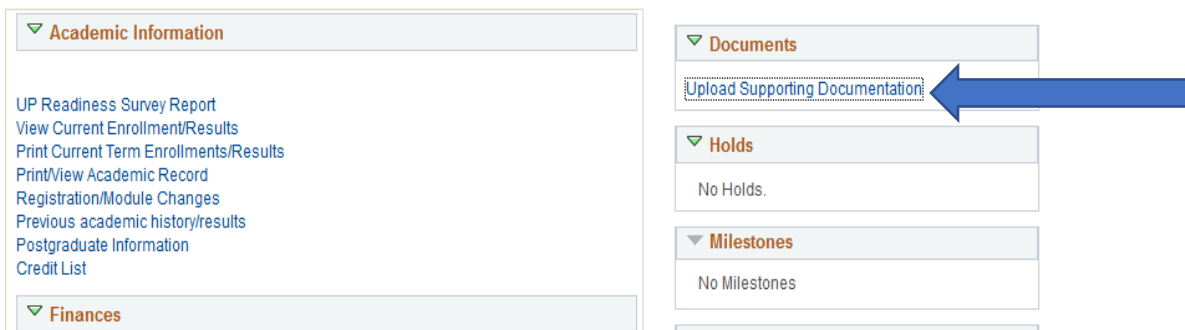 Academic Information
UP Readiness Survey Report
View Current Enrollment/Results
Print Current Term Enrollments/Results
Print/View Academic Record
Registration/Module Changes
Previous academic history/results
Postgraduate Information
Credit List
Finances
Documents
Upload Supporting Documentation
Holds
No Holds.
Milestones
No Milestones